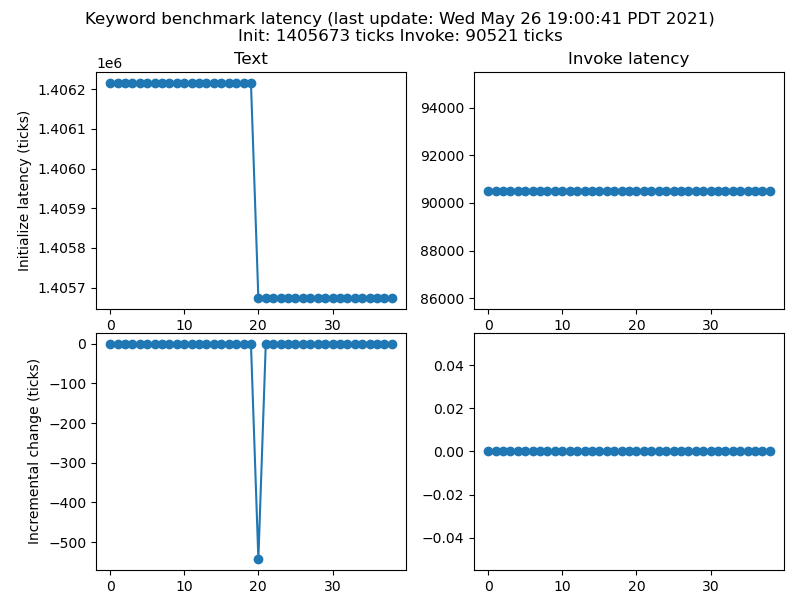 Keyword benchmark latency (last update: Wed May 26 19:00:41 PDT 2021)
Init: 1405673 ticks Invoke: 90521 ticks
Text
Invoke latency
1e6
Initialize latency (ticks)
1.4062
1.4061
1.4060
1.4059
1.4058
1.4057
0 10 20 30
94000
92000
90000
88000
86000
0 10 20 30
Incremental change (ticks)
0
−100
−200
−300
−400
−500
0 10 20 30
0.04
0.02
0.00
−0.02
−0.04
0 10 20 30